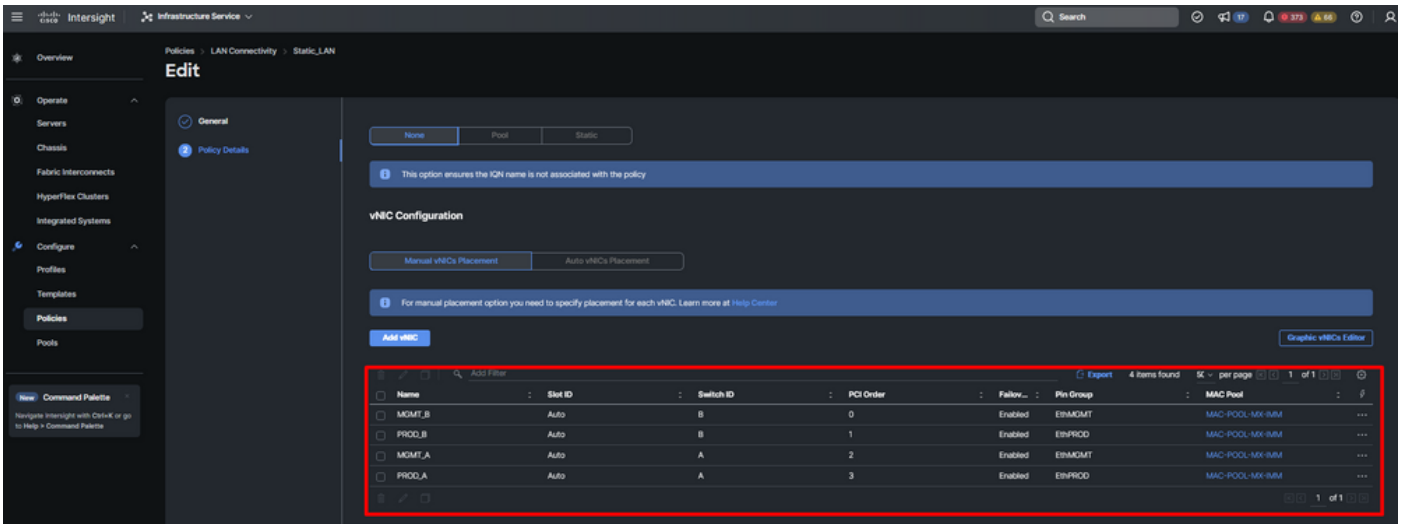 cisco Intersight Infrastructure Service Search 17 373 66
Overview
Operate
Servers
Chassis
Fabric Interconnects
HyperFlex Clusters
Integrated Systems
Configure
Profiles
Templates
Policies
Pools
New Command Palette
Navigate Intersight with Ctrl+K or go
to Help > Command Palette
Policies > LAN Connectivity > Static_LAN
Edit
General
2 Policy Details
None Pool Static
This option ensures the IQN name is not associated with the policy
vNIC Configuration
Manual vNICs Placement Auto vNICs Placement
For manual placement option you need to specify placement for each vNIC. Learn more at Help Center
Add vNIC Graphic vNICs Editor
Add Filter Export 4 items found per page 1 of 1
Name Slot ID Switch ID PCI Order Failov... Pin Group MAC Pool
MGMT_B Auto B 0 Enabled EthMGMT MAC-POOL-MX-IMM
PROD_B Auto B 1 Enabled EthPROD MAC-POOL-MX-IMM
MGMT_A Auto A 2 Enabled EthMGMT MAC-POOL-MX-IMM
PROD_A Auto A 3 Enabled EthPROD MAC-POOL-MX-IMM
1 of 1